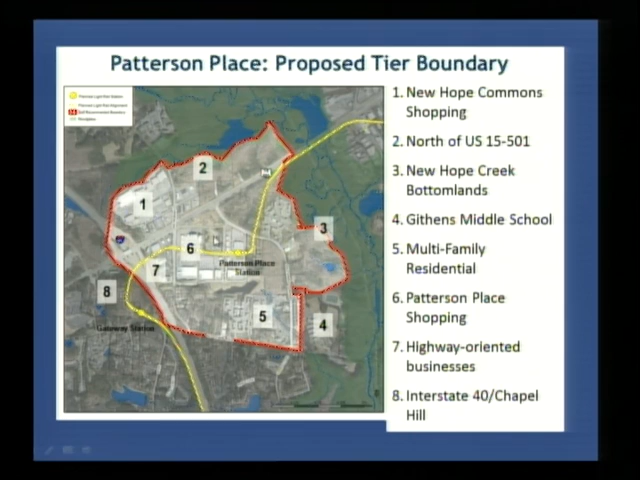 Patterson Place: Proposed Tier Boundary
1. New Hope Commons
Shopping
2. North of US 15-501
3. New Hope Creek
Bottomlands
4. Githens Middle School
5. Multi-Family
Residential
6. Patterson Place
Shopping
7. Highway-oriented
businesses
8. Interstate 40/Chapel
Hill
2
1
3
6
Patterson Place
Station
7
8
5
4
Gateway Station